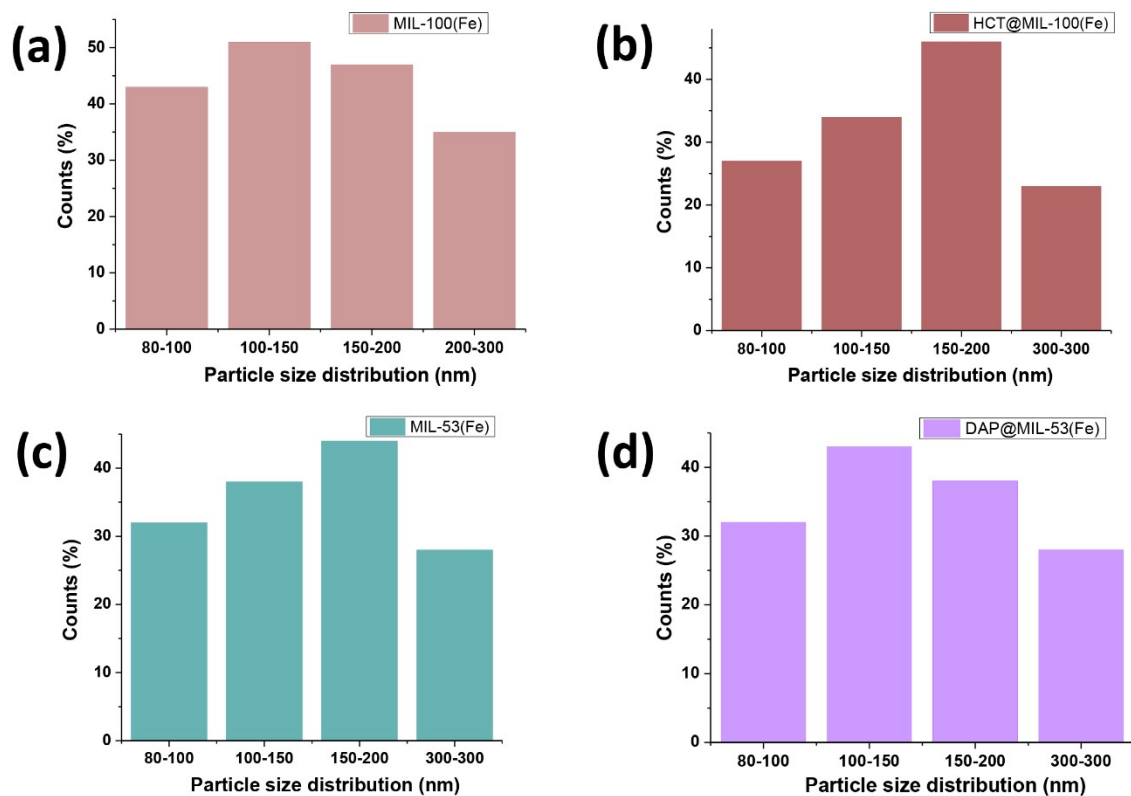 (a)
MIL-100(Fe)
Counts (%)
50
40
30
20
10
0
80-100 100-150 150-200 200-300
Particle size distribution (nm)
(b)
HCT@MIL-100(Fe)
Counts (%)
40
30
20
10
0
80-100 100-150 150-200 300-300
Particle size distribution (nm)
(c)
MIL-53(Fe)
Counts (%)
40
30
20
10
0
80-100 100-150 150-200 300-300
Particle size distribution (nm)
(d)
DAP@MIL-53(Fe)
Counts (%)
40
30
20
10
0
80-100 100-150 150-200 300-300
Particle size distribution (nm)